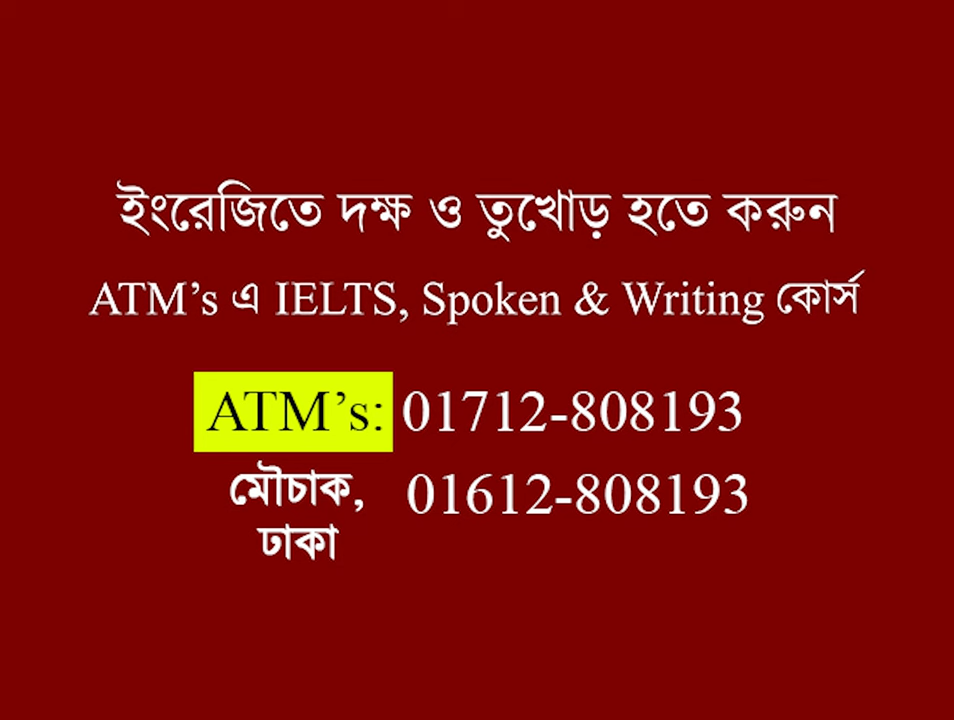 ইংরেজিতে দক্ষ ও তুখোড় হতে করুন
ATM’s এ IELTS, Spoken & Writing কোর্স
ATM’s: 01712-808193
মৌচাক, 01612-808193
ঢাকা